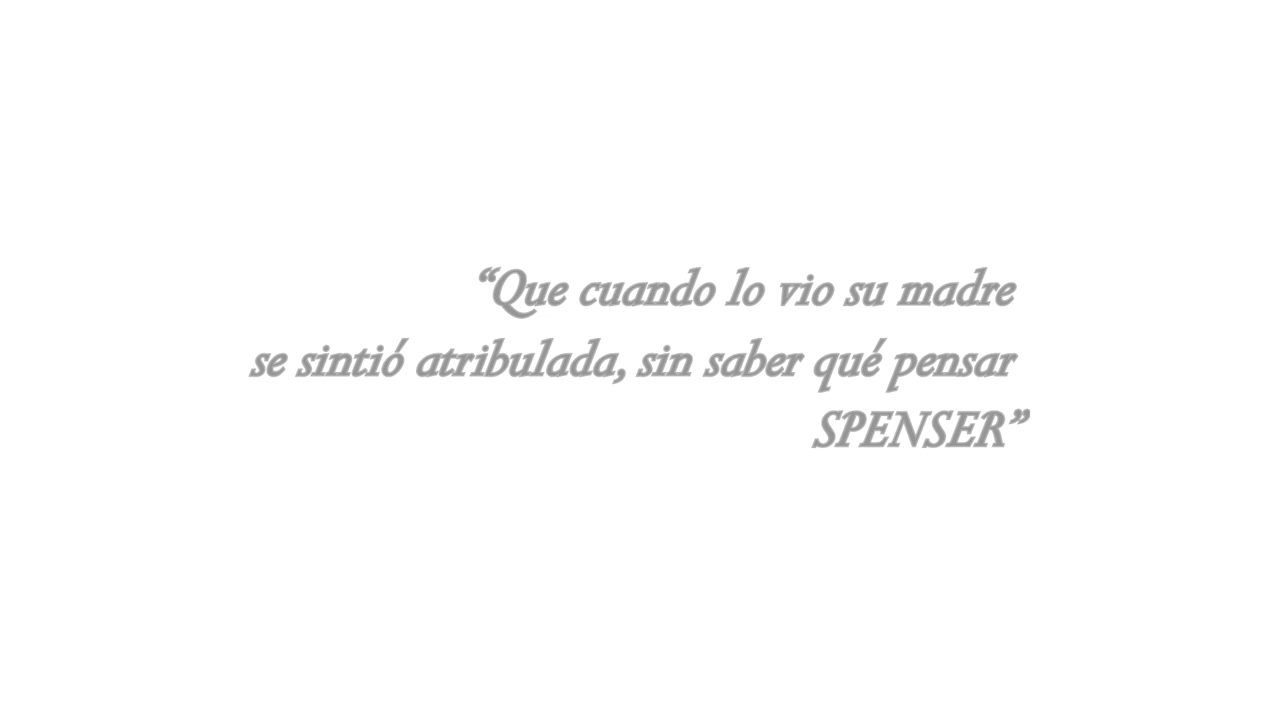 “Que cuando lo vio su madre
se sintió atribulada, sin saber qué pensar
SPENSER”